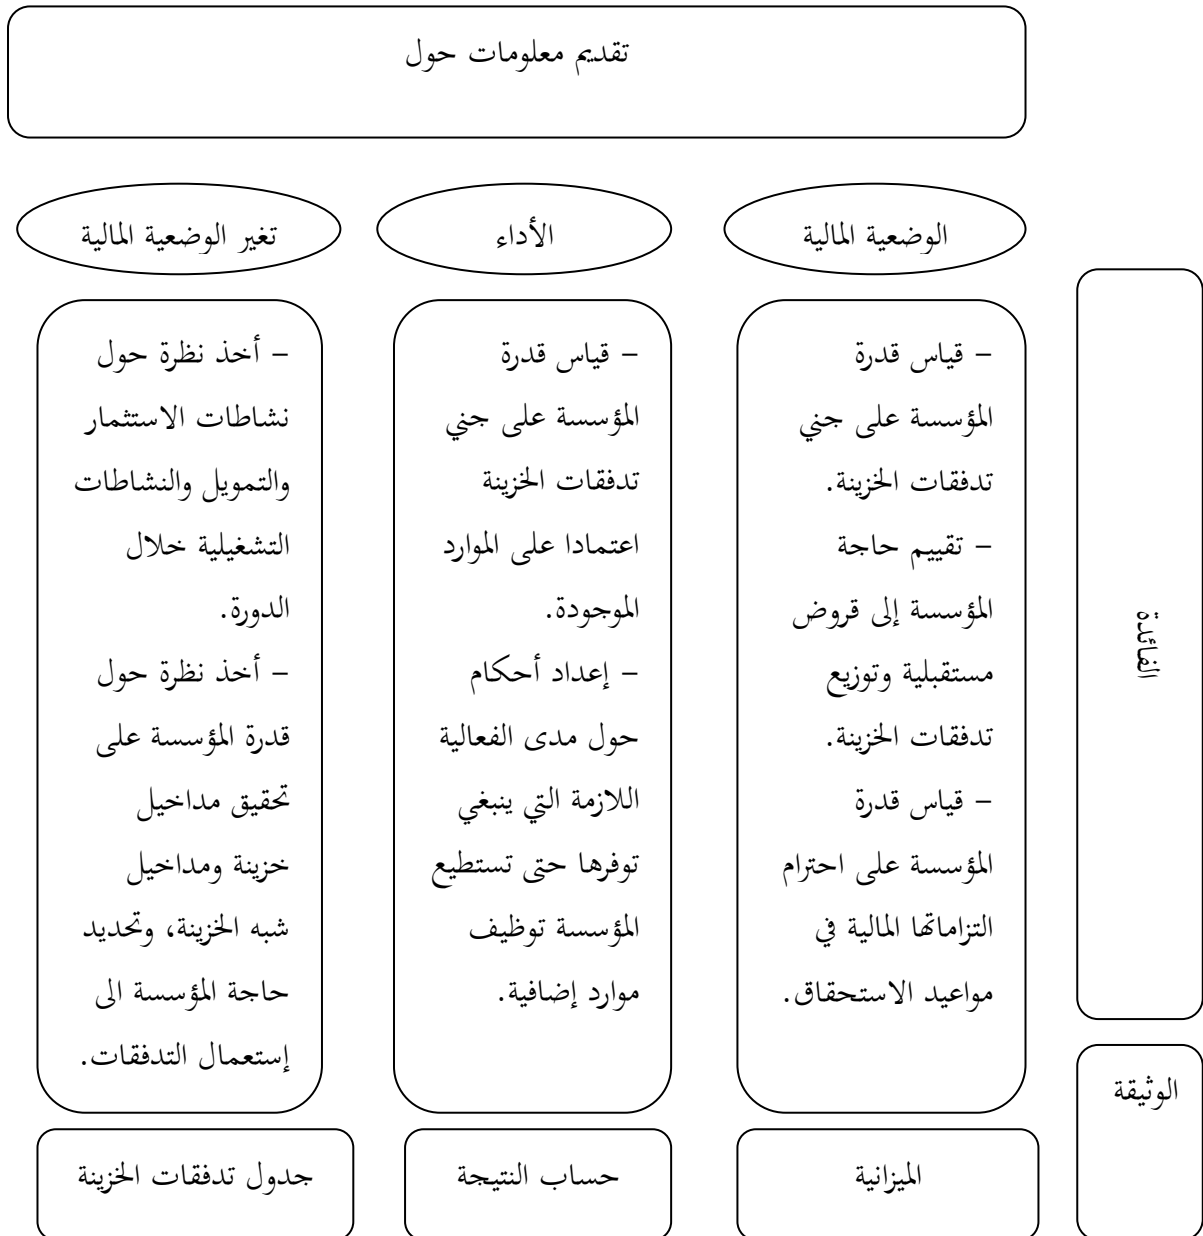 تقديم معلومات حول
الوضعية المالية
الأداء
تغير الوضعية المالية
الفائدة
– قياس قدرة
المؤسسة على جني
تدفقات الخزينة.
– تقييم حاجة
المؤسسة إلى قروض
مستقبلية وتوزيع
تدفقات الخزينة.
– قياس قدرة
المؤسسة على احترام
التزاماتها المالية في
مواعيد الاستحقاق.
– قياس قدرة
المؤسسة على جني
تدفقات الخزينة
اعتمادا على الموارد
الموجودة.
– إعداد أحكام
حول مدى الفعالية
اللازمة التي ينبغي
توفرها حتى تستطيع
المؤسسة توظيف
موارد إضافية.
– أخذ نظرة حول
نشاطات الاستثمار
والتمويل والنشاطات
التشغيلية خلال
الدورة.
– أخذ نظرة حول
قدرة المؤسسة على
تحقيق مداخيل
خزينة ومداخيل
شبه الخزينة، وتحديد
حاجة المؤسسة الى
إستعمال التدفقات.
الوثيقة
الميزانية
حساب النتيجة
جدول تدفقات الخزينة